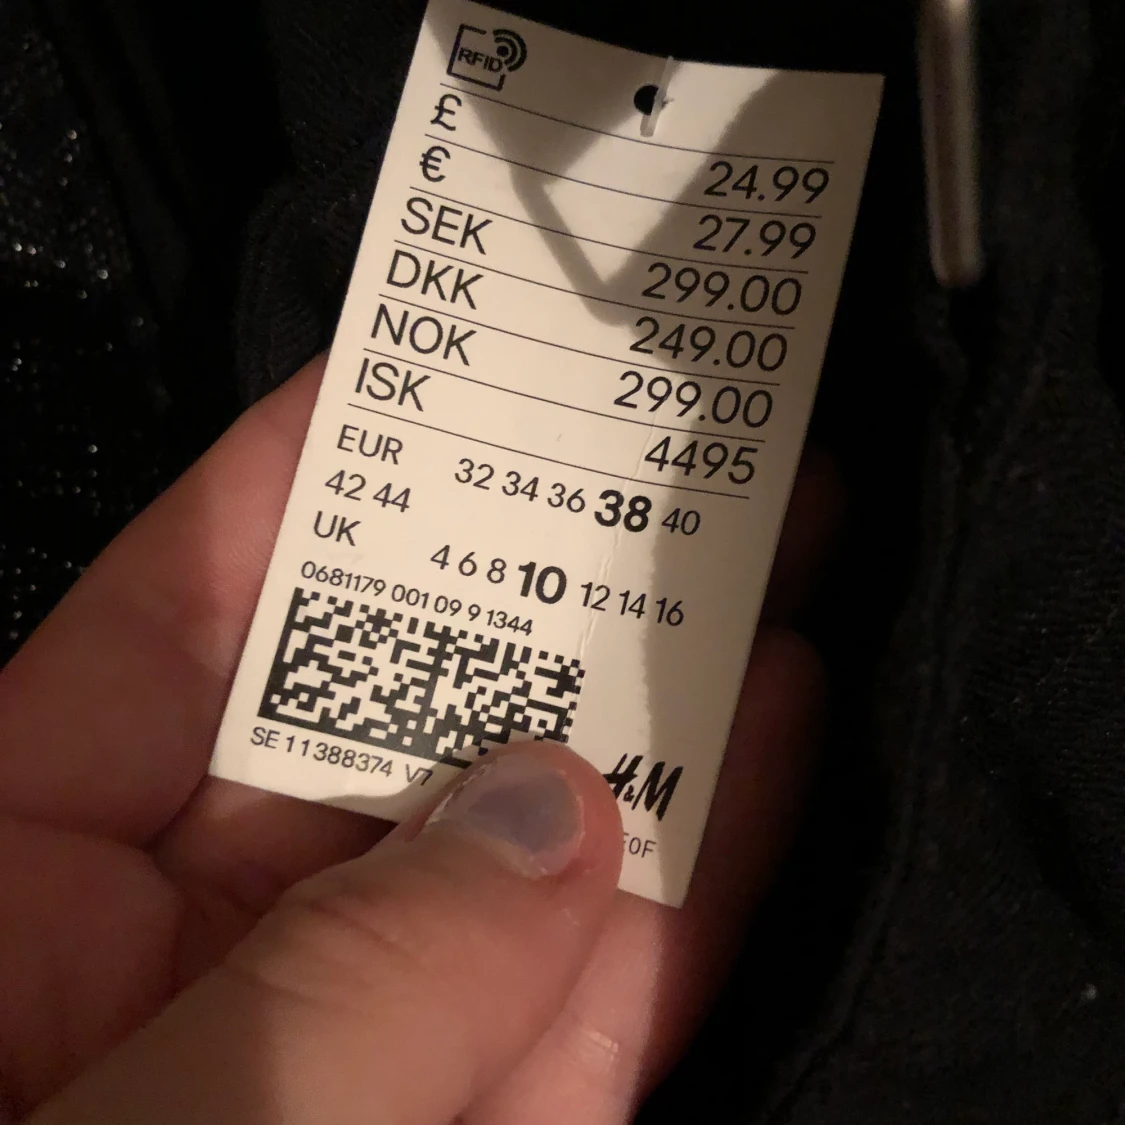 RFID
£ 24.99
€ 27.99
SEK 299.00
DKK 249.00
NOK 299.00
ISK 4495
EUR 32 34 36 38 40
42 44
UK 4 6 8 10 12 14 16
0681179 001 09 9 1344
SE 11388374 V7
H&M
0F